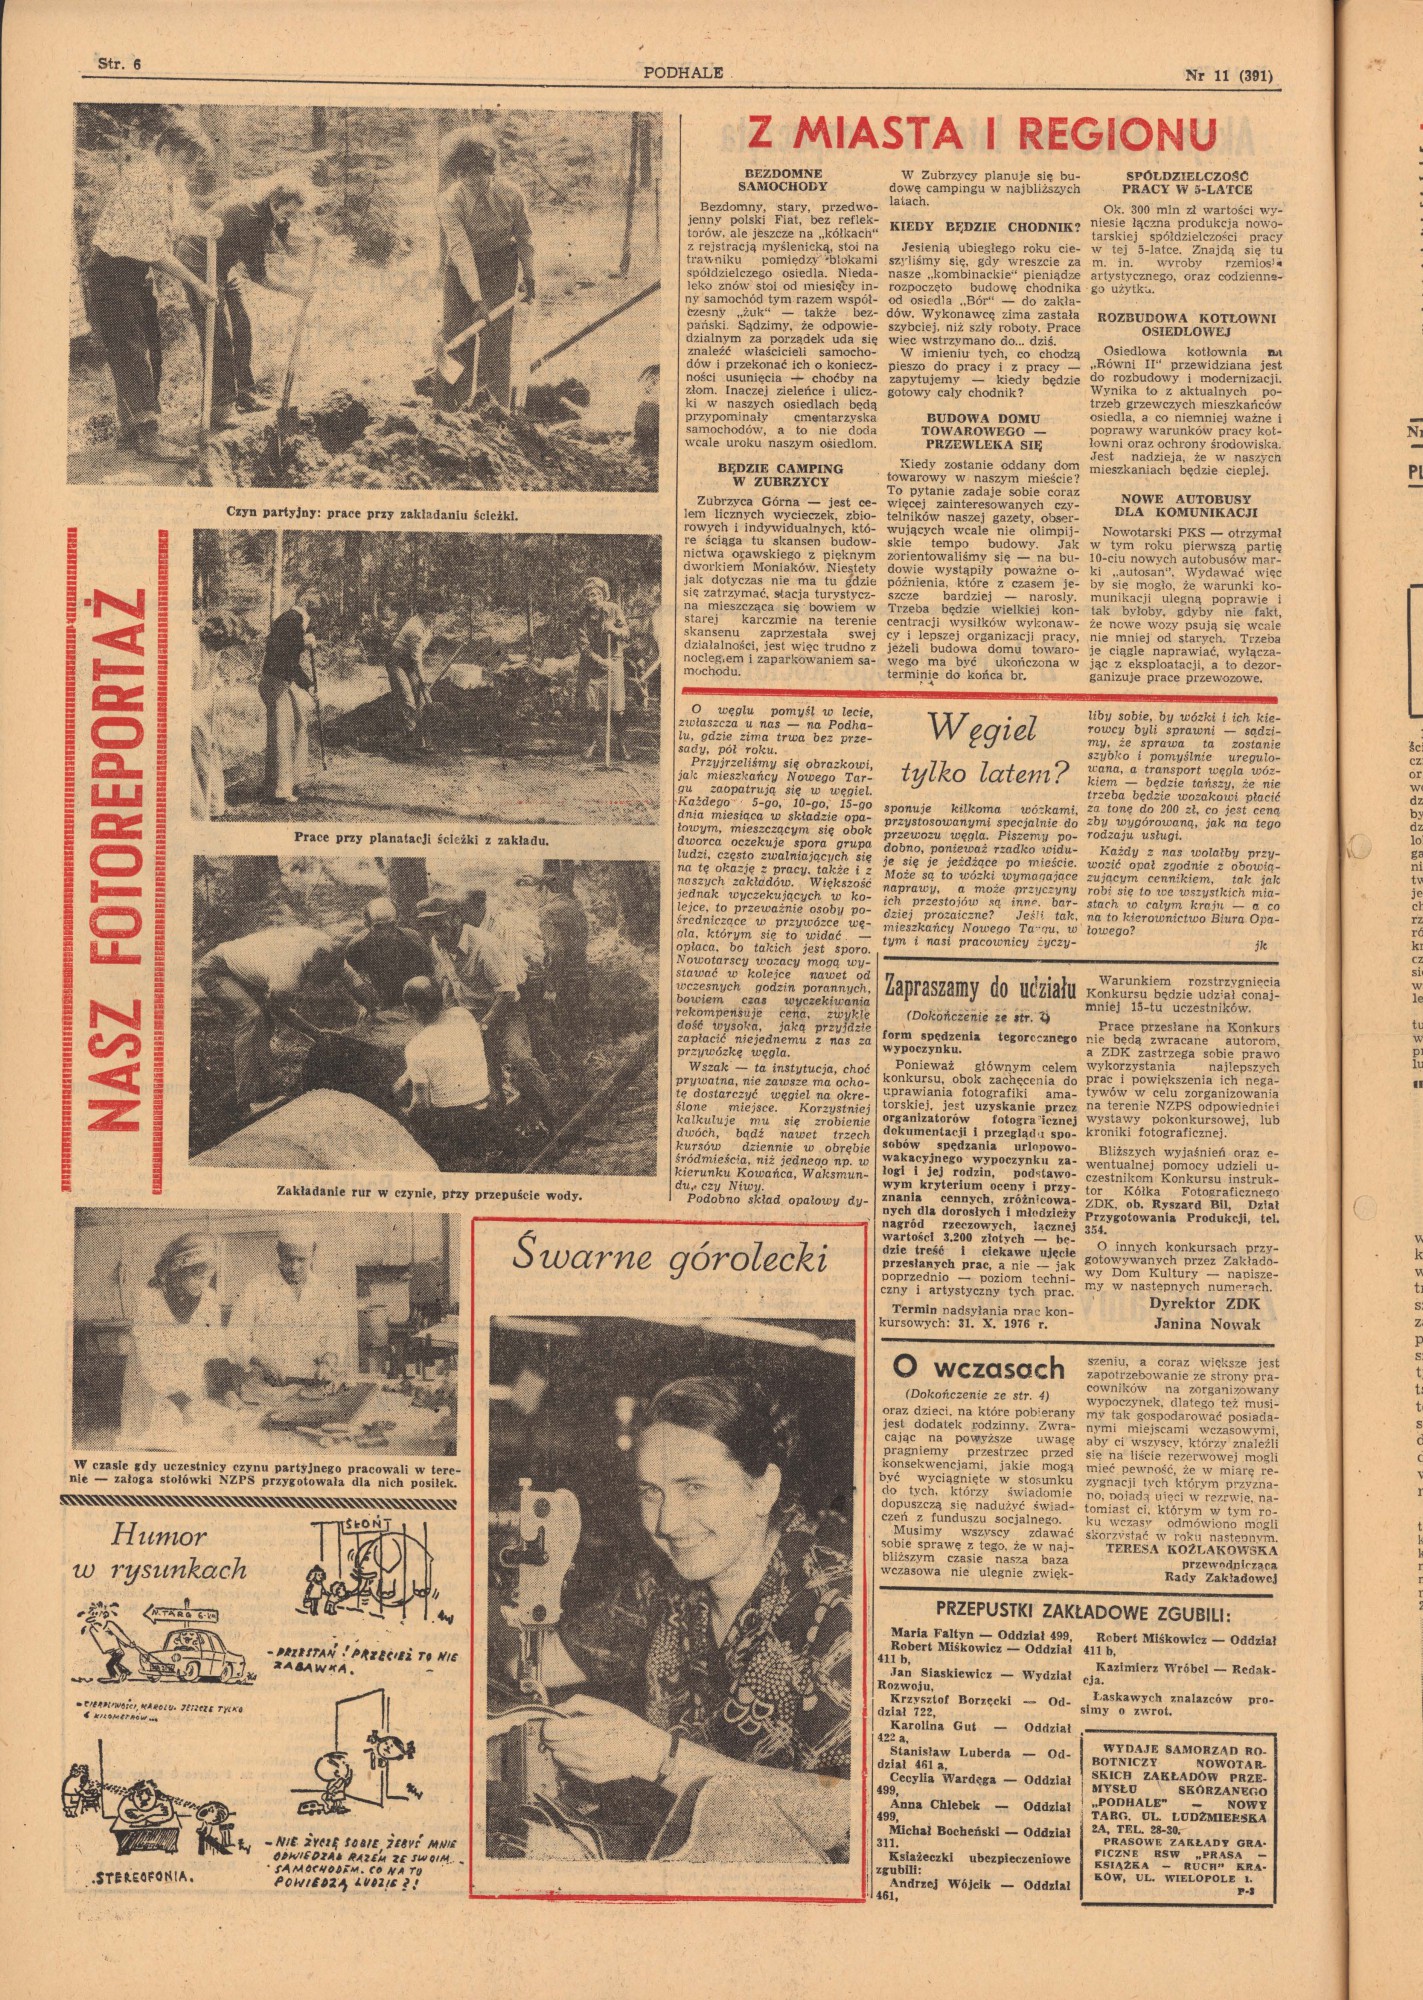 Str. 6
PODHALE
Nr 11 (391)
Czyn partyjny: prace przy zakładaniu ścieżki.
NASZ FOTOREPORTAŻ
Prace przy planatacji ścieżki z zakładu.
Zakładanie rur w czynie, przy przepuście wody.
W czasie gdy uczestnicy czynu partyjnego pracowali w tere-
nie — załoga stołówki NZPS przygotowała dla nich posiłek.
Humor
w rysunkach
N. TARG 6 KM
- CIERPLIWOŚCI, KAROLU. JESZCZE TYLKO
6 KILOMETRÓW...
SŁOŃ
- PRZESTAŃ! PRZECIEŻ TO NIE
ZABAWKA.
STEREOFONIA.
- NIE ŻYCZĘ SOBIE, ŻEBYŚ MNIE
ODWIEDZAŁ RAZEM ZE SWOIM
SAMOCHODEM. CO NA TO
POWIEDZĄ LUDZIE?!
Z MIASTA I REGIONU
BEZDOMNE
SAMOCHODY
Bezdomny, stary, przedwo-
jenny polski Fiat, bez reflek-
torów, ale jeszcze na „kółkach”
z rejstracją myślenicką, stoi na
trawniku pomiędzy blokami
spółdzielczego osiedla. Nieda-
leko znów stoi od miesięcy in-
ny samochód tym razem współ-
czesny „żuk” — także bez-
pański. Sądzimy, że odpowie-
dzialnym za porządek uda się
znaleźć właścicieli samocho-
dów i przekonać ich o koniecz-
ności usunięcia — choćby na
złom. Inaczej zieleńce i ulicz-
ki w naszych osiedlach będą
przypominały cmentarzyska
samochodów, a to nie doda
wcale uroku naszym osiedlom.
BĘDZIE CAMPING
W ZUBRZYCY
Zubrzyca Górna — jest ce-
lem licznych wycieczek, zbio-
rowych i indywidualnych, któ-
re ściąga tu skansen budow-
nictwa orawskiego z pięknym
dworkiem Moniaków. Niestety
jak dotyczas nie ma tu gdzie
się zatrzymać, stacja turystycz-
na mieszcząca się bowiem w
starej karczmie na terenie
skansenu zaprzestała swej
działalności, jest więc trudno z
noclegiem i zaparkowaniem sa-
mochodu.
W Zubrzycy planuje się bu-
dowę campingu w najbliższych
latach.
KIEDY BĘDZIE CHODNIK?
Jesienią ubiegłego roku cie-
szyliśmy się, gdy wreszcie za
nasze „kombinackie” pieniądze
rozpoczęto budowę chodnika
od osiedla „Bór” — do zakła-
dów. Wykonawcę zima zastała
szybciej, niż szły roboty. Prace
więc wstrzymano do... dziś.
W imieniu tych, co chodzą
pieszo do pracy i z pracy —
zapytujemy — kiedy będzie
gotowy cały chodnik?
BUDOWA DOMU
TOWAROWEGO —
PRZEWLEKA SIĘ
Kiedy zostanie oddany dom
towarowy w naszym mieście?
To pytanie zadaje sobie coraz
więcej zainteresowanych czy-
telników naszej gazety, obser-
wujących wcale nie olimpij-
skie tempo budowy. Jak
zorientowaliśmy się — na bu-
dowie wystąpiły poważne o-
późnienia, które z czasem je-
szcze bardziej — narosły.
Trzeba będzie wielkiej kon-
centracji wysiłków wykonaw-
cy i lepszej organizacji pracy,
jeżeli budowa domu towaro-
wego ma być ukończona w
terminie do końca br.
SPÓŁDZIELCZOŚĆ
PRACY W 5-LATCE
Ok. 300 mln zł wartości wy-
niesie łączna produkcja nowo-
tarskiej spółdzielczości pracy
w tej 5-latce. Znajdą się tu
m. in. wyroby rzemiosła
artystycznego, oraz codzienne-
go użytku.
ROZBUDOWA KOTŁOWNI
OSIEDLOWEJ
Osiedlowa kotłownia na
„Równi II” przewidziana jest
do rozbudowy i modernizacji.
Wynika to z aktualnych po-
trzeb grzewczych mieszkańców
osiedla, a co niemniej ważne i
poprawy warunków pracy kot-
łowni oraz ochrony środowiska.
Jest nadzieja, że w naszych
mieszkaniach będzie cieplej.
NOWE AUTOBUSY
DLA KOMUNIKACJI
Nowotarski PKS — otrzymał
w tym roku pierwszą partię
10-ciu nowych autobusów mar-
ki „autosan”. Wydawać więc
by się mogło, że warunki ko-
munikacji ulegną poprawie i
tak byłoby, gdyby nie fakt,
że nowe wozy psują się wcale
nie mniej od starych. Trzeba
je ciągle naprawiać, wyłącza-
jąc z eksploatacji, a to dezor-
ganizuje prace przewozowe.
Węgiel
tylko latem?
O węglu pomyśl w lecie,
zwłaszcza u nas — na Podha-
lu, gdzie zima trwa bez prze-
sady, pół roku.
Przyjrzeliśmy się obrazkowi,
jak mieszkańcy Nowego Tar-
gu zaopatrują się w węgiel.
Każdego 5-go, 10-go, 15-go
dnia miesiąca w składzie opa-
łowym, mieszczącym się obok
dworca oczekuje spora grupa
ludzi, często zwalniających się
na tę okazję z pracy, także i z
naszych zakładów. Większość
jednak wyczekujących w ko-
lejce, to przeważnie osoby po-
średniczące w przywózce wę-
gla, którym się to widać —
opłaca, bo takich jest sporo.
Nowotarscy wozacy mogą wy-
stawać w kolejce nawet od
wczesnych godzin porannych,
bowiem czas wyczekiwania
rekompensuje cena, zwykle
dość wysoka, jaką przyjdzie
zapłacić niejednemu z nas za
przywózkę węgla.
Wszak — ta instytucja, choć
prywatna, nie zawsze ma ocho-
tę dostarczyć węgiel na okre-
ślone miejsce. Korzystniej
kalkuluje mu się zrobienie
dwóch, bądź nawet trzech
kursów dziennie w obrębie
śródmieścia, niż jednego np. w
kierunku Kowańca, Waksmun-
du, czy Niwy.
Podobno skład opałowy dy-
sponuje kilkoma wózkami,
przystosowanymi specjalnie do
przewozu węgla. Piszemy po-
dobno, ponieważ rzadko widu-
je się je jeżdżące po mieście.
Może są to wózki wymagające
naprawy, a może przyczyny
ich przestojów są inne, bar-
dziej prozaiczne? Jeśli tak,
mieszkańcy Nowego Targu, w
tym i nasi pracownicy życzy-
liby sobie, by wózki i ich kie-
rowcy byli sprawni — sądzi-
my, że sprawa ta zostanie
szybko i pomyślnie uregulo-
wana, a transport węgla wóz-
kiem — będzie tańszy, że nie
trzeba będzie wozakowi płacić
za tonę do 200 zł, co jest ceną
zby wygórowaną, jak na tego
rodzaju usługi.
Każdy z nas wolałby przy-
wozić opał zgodnie z obowią-
zującym cennikiem, tak jak
robi się to we wszystkich mia-
stach w całym kraju — a co
na to kierownictwo Biura Opa-
łowego?
jk
Świarne górolecki
Zapraszamy do udziału
(Dokończenie ze str. 2)
form spędzenia tegorocznego
wypoczynku.
Ponieważ głównym celem
konkursu, obok zachęcenia do
uprawiania fotografiki ama-
torskiej, jest uzyskanie przez
organizatorów fotograficznej
dokumentacji i przeglądu spo-
sobów spędzania urlopowo-
wakacyjnego wypoczynku za-
łogi i jej rodzin, podstawo-
wym kryterium oceny i przy-
znania cennych, zróżnicowa-
nych dla dorosłych i młodzieży
nagród rzeczowych, łącznej
wartości 3.200 złotych — bę-
dzie treść i ciekawe ujęcie
przesłanych prac, a nie — jak
poprzednio — poziom techni-
czny i artystyczny tych prac.
Termin nadsyłania prac kon-
kursowych: 31. X. 1976 r.
Warunkiem rozstrzygnięcia
Konkursu będzie udział conaj-
mniej 15-tu uczestników.
Prace przesłane na Konkurs
nie będą zwracane autorom,
a ZDK zastrzega sobie prawo
wykorzystania najlepszych
prac i powiększenia ich nega-
tywów w celu zorganizowania
na terenie NZPS odpowiedniej
wystawy pokonkursowej, lub
kroniki fotograficznej.
Bliższych wyjaśnień oraz e-
wentualnej pomocy udzieli u-
czestnikom Konkursu instruk-
tor Kółka Fotograficznego
ZDK, ob. Ryszard Bil, Dział
Przygotowania Produkcji, tel.
354.
O innych konkursach przy-
gotowywanych przez Zakłado-
wy Dom Kultury — napisze-
my w następnych numerach.
Dyrektor ZDK
Janina Nowak
O wczasach
(Dokończenie ze str. 4)
oraz dzieci, na które pobierany
jest dodatek rodzinny. Zwra-
cając na powyższe uwagę
pragniemy przestrzec przed
konsekwencjami, jakie mogą
być wyciągnięte w stosunku
do tych, którzy świadomie
dopuszczą się nadużyć świad-
czeń z funduszu socjalnego.
Musimy wszyscy zdawać
sobie sprawę z tego, że w naj-
bliższym czasie nasza baza
wczasowa nie ulegnie zwięk-
szeniu, a coraz większe jest
zapotrzebowanie ze strony pra-
cowników na zorganizowany
wypoczynek, dlatego też musi-
my tak gospodarować posiada-
nymi miejscami wczasowymi,
aby ci wszyscy, którzy znaleźli
się na liście rezerwowej mogli
mieć pewność, że w miarę re-
zygnacji tych którym przyzna-
no, pojadą ujęci w rezrwie, na-
tomiast ci, którym w tym ro-
ku wczasy odmówiono mogli
skorzystać w roku następnym.
TERESA KOŹLAKOWSKA
przewodnicząca
Rady Zakładowej
PRZEPUSTKI ZAKŁADOWE ZGUBILI:
Maria Faltyn — Oddział 499,
Robert Miśkowicz — Oddział
411 b,
Jan Siaskiewicz — Wydział
Rozwoju,
Krzysztof Borzęcki — Od-
dział 722,
Karolina Gut — Oddział
422 a,
Stanisław Luberda — Od-
dział 461 a,
Cecylia Wardęga — Oddział
499,
Anna Chlebek — Oddział
499,
Michał Bocheński — Oddział
311.
Książeczki ubezpieczeniowe
zgubili:
Andrzej Wójcik — Oddział
461,
Robert Miśkowicz — Oddział
411 b,
Kazimierz Wróbel — Redak-
cja.
Łaskawych znalazców pro-
simy o zwrot.
WYDAJE SAMORZĄD RO-
BOTNICZY NOWOTAR-
SKICH ZAKŁADÓW PRZE-
MYSŁU SKÓRZANEGO
„PODHALE” — NOWY
TARG, UL. LUDŹMIERSKA
2A, TEL. 28-30.
PRASOWE ZAKŁADY GRA-
FICZNE RSW „PRASA —
KSIĄŻKA — RUCH” KRA-
KÓW, UL. WIELOPOLE 1.
P-3